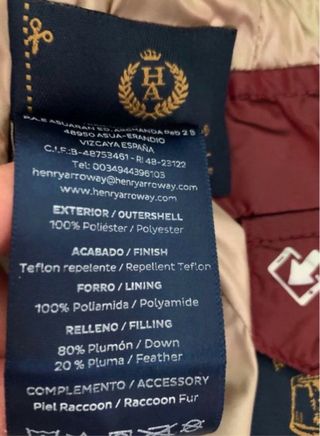 HA
P.A.E ASUARAN ED. ARCHANDA Pab 2 B
48950 ASUA-ERANDIO
VIZCAYA ESPAÑA
C.I.F.:B-48753461 - RI 48-23122
Tel: 0034944396103
henryarroway@henryarroway.com
www.henryarroway.com
EXTERIOR / OUTERSHELL
100% Poliéster / Polyester
ACABADO / FINISH
Teflon repelente / Repellent Teflon
FORRO / LINING
100% Poliamida / Polyamide
RELLENO / FILLING
80% Plumón / Down
20% Pluma / Feather
COMPLEMENTO / ACCESSORY
Piel Raccoon / Raccoon Fur